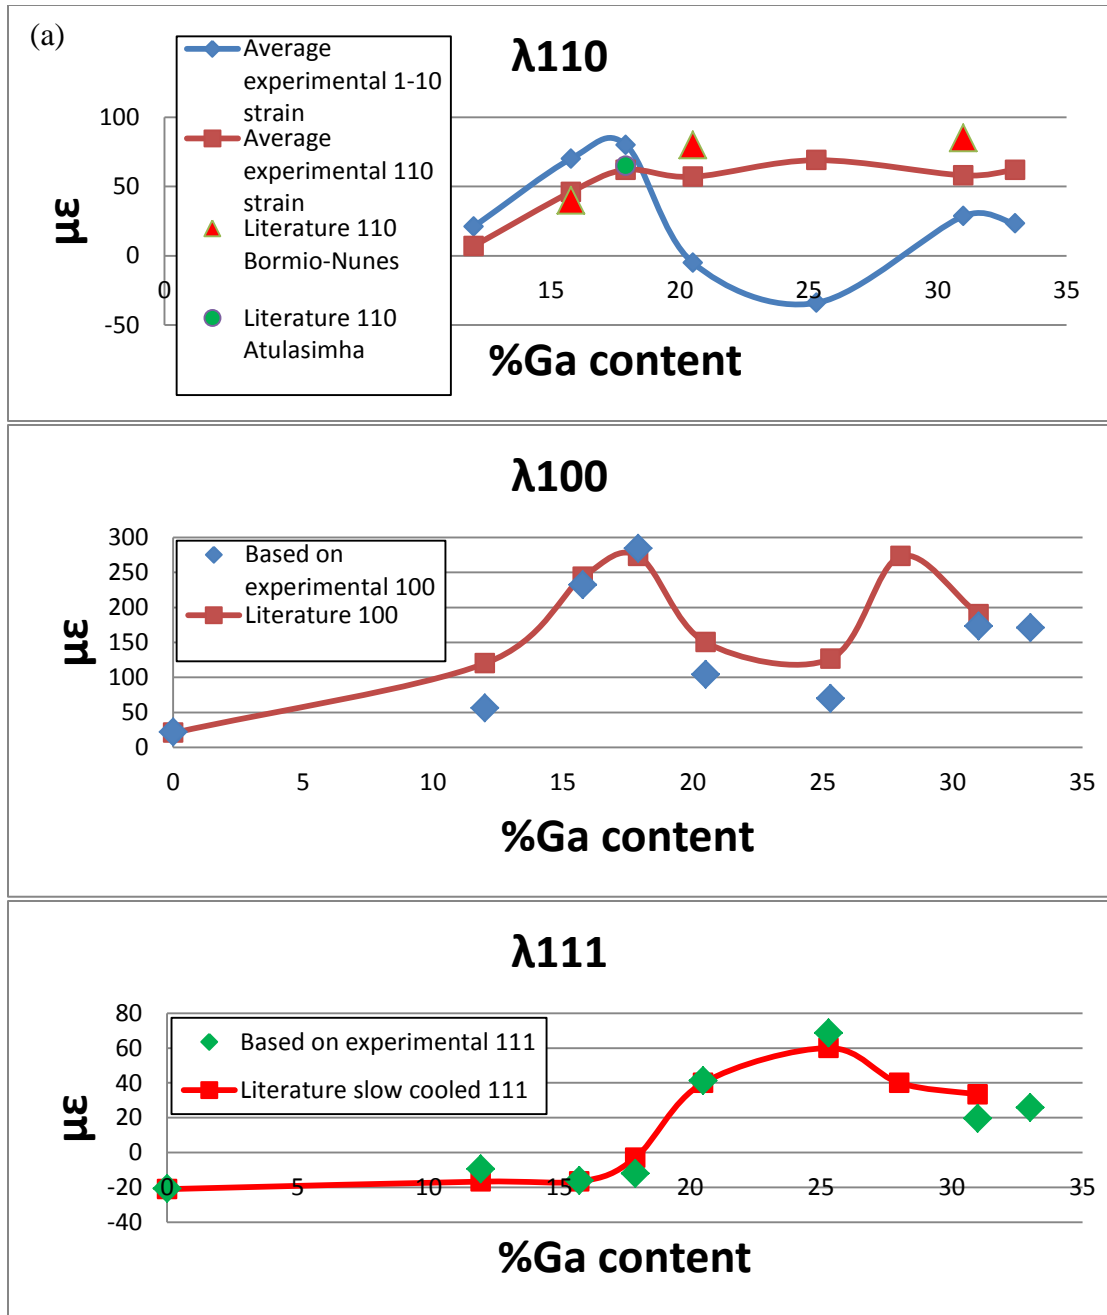 (a)
λ110
Average
experimental 1-10
strain
Average
experimental 110
strain
Literature 110
Bormio-Nunes
Literature 110
Atulasimha
100
50
0
-50
με
0
15
20
25
30
35
%Ga content
λ100
Based on
experimental 100
Literature 100
300
250
200
150
100
50
0
με
0
5
10
15
20
25
30
35
%Ga content
λ111
Based on experimental 111
Literature slow cooled 111
80
60
40
20
0
-20
-40
με
0
5
10
15
20
25
30
35
%Ga content